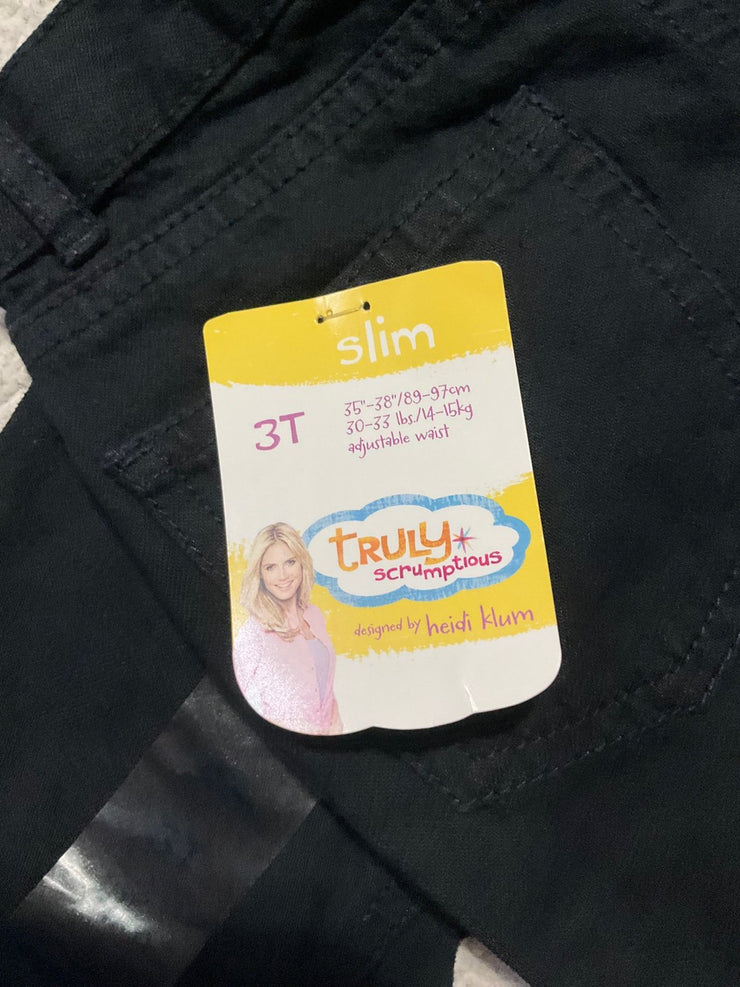 slim
3T
35"-38"/89-97cm
30-33 lbs./14-15kg
adjustable waist
TRULY
scrumptious
designed by heidi klum